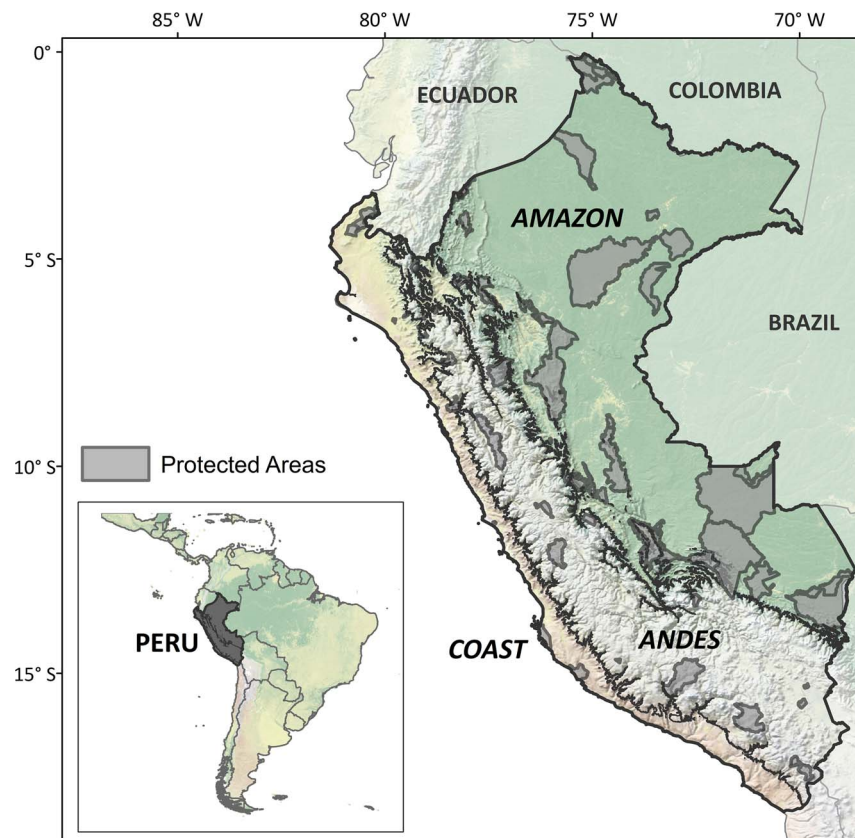 85° W
80° W
75° W
70° W
0°
ECUADOR
COLOMBIA
AMAZON
5° S
BRAZIL
10° S
Protected Areas
PERU
COAST
ANDES
15° S